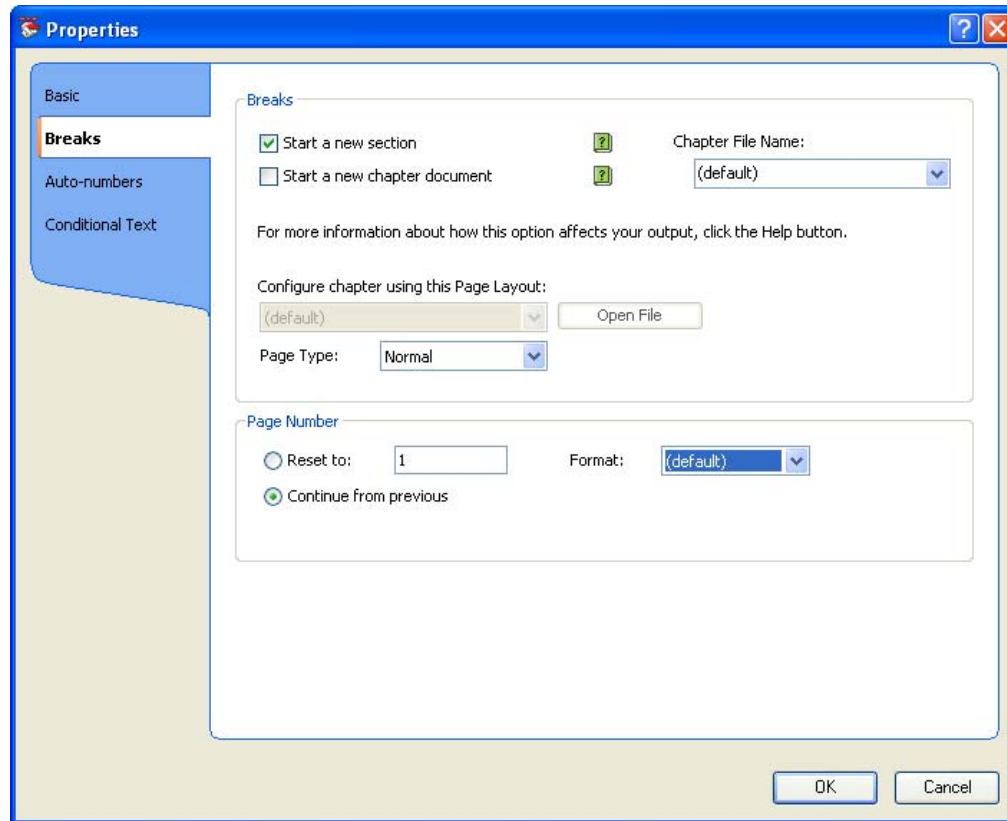 Properties
Basic
Breaks
Auto-numbers
Conditional Text
Breaks
Start a new section
Chapter File Name:
Start a new chapter document
(default)
For more information about how this option affects your output, click the Help button.
Configure chapter using this Page Layout:
(default)
Open File
Page Type:
Normal
Page Number
Reset to:
1
Format:
(default)
Continue from previous
OK
Cancel